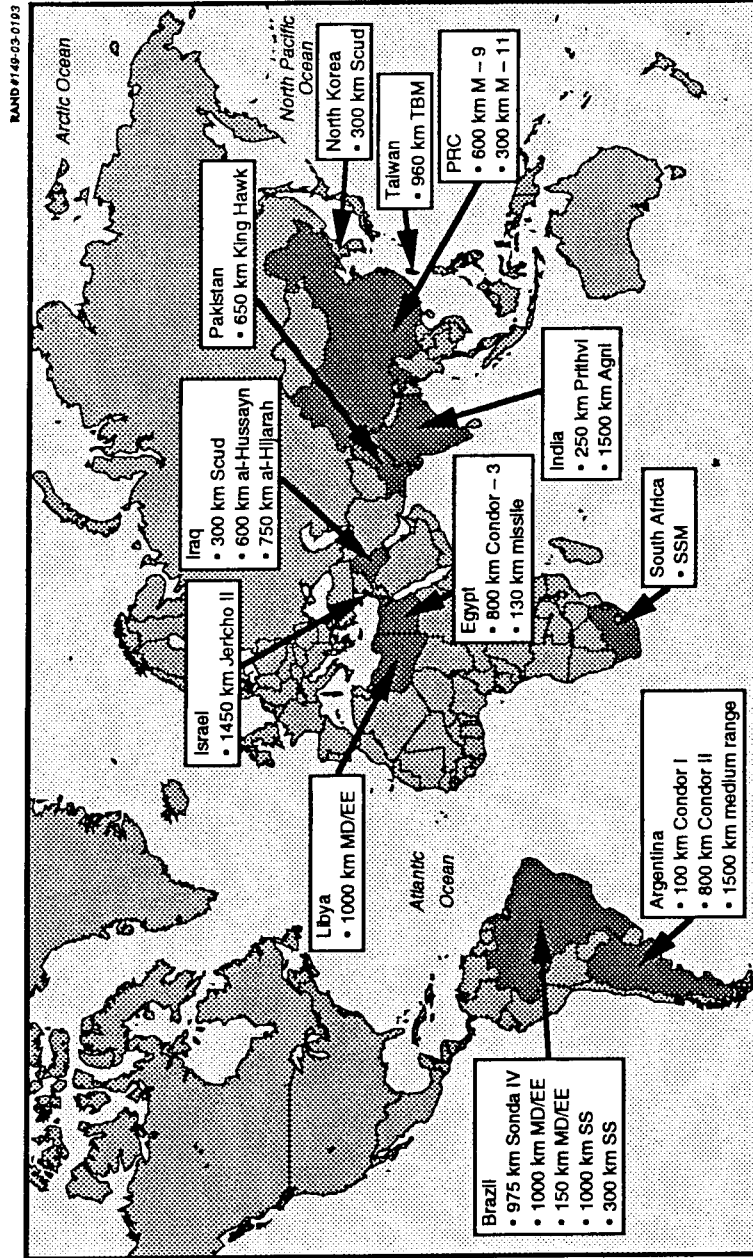 RAND#149-03-0193
Arctic Ocean
North Pacific
Ocean
Atlantic
Ocean
Israel
• 1450 km Jericho II
Iraq
• 300 km Scud
• 600 km al-Hussayn
• 750 km al-Hijarah
Pakistan
• 650 km King Hawk
North Korea
• 300 km Scud
Taiwan
• 960 km TBM
PRC
• 600 km M – 9
• 300 km M – 11
Libya
• 1000 km MD/EE
Egypt
• 800 km Condor – 3
• 130 km missile
India
• 250 km Prithvi
• 1500 km Agni
South Africa
• SSM
Brazil
• 975 km Sonda IV
• 1000 km MD/EE
• 150 km MD/EE
• 1000 km SS
• 300 km SS
Argentina
• 100 km Condor I
• 800 km Condor II
• 1500 km medium range